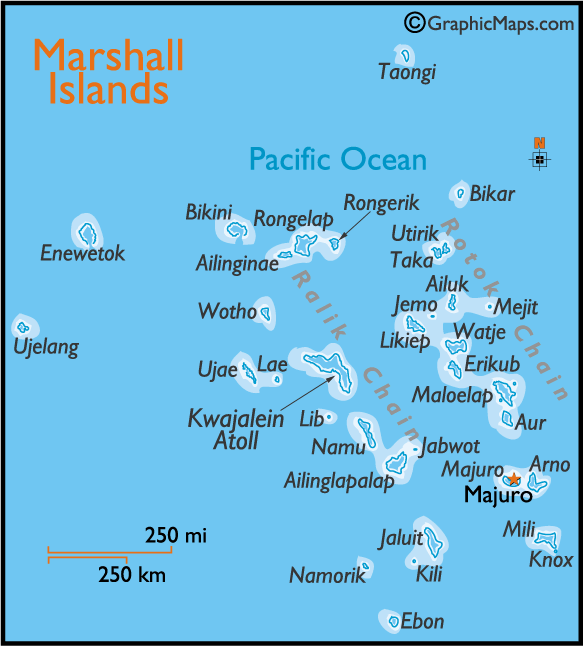 ©GraphicMaps.com
Marshall
Islands
Taongi
N
Pacific Ocean
Bikar
Rongerik
Bikini
Rongelap
Utirik
Enewetok
Taka
Ailinginae
Rotok Chain
Ralik Chain
Ailuk
Jemo
Mejit
Wotho
Likiep
Watje
Ujelang
Ujae
Lae
Erikub
Maloelap
Kwajalein
Atoll
Lib
Aur
Namu
Jabwot
Majuro
Arno
Ailinglapalap
Majuro
Mili
Jaluit
Knox
250 mi
250 km
Namorik
Kili
Ebon